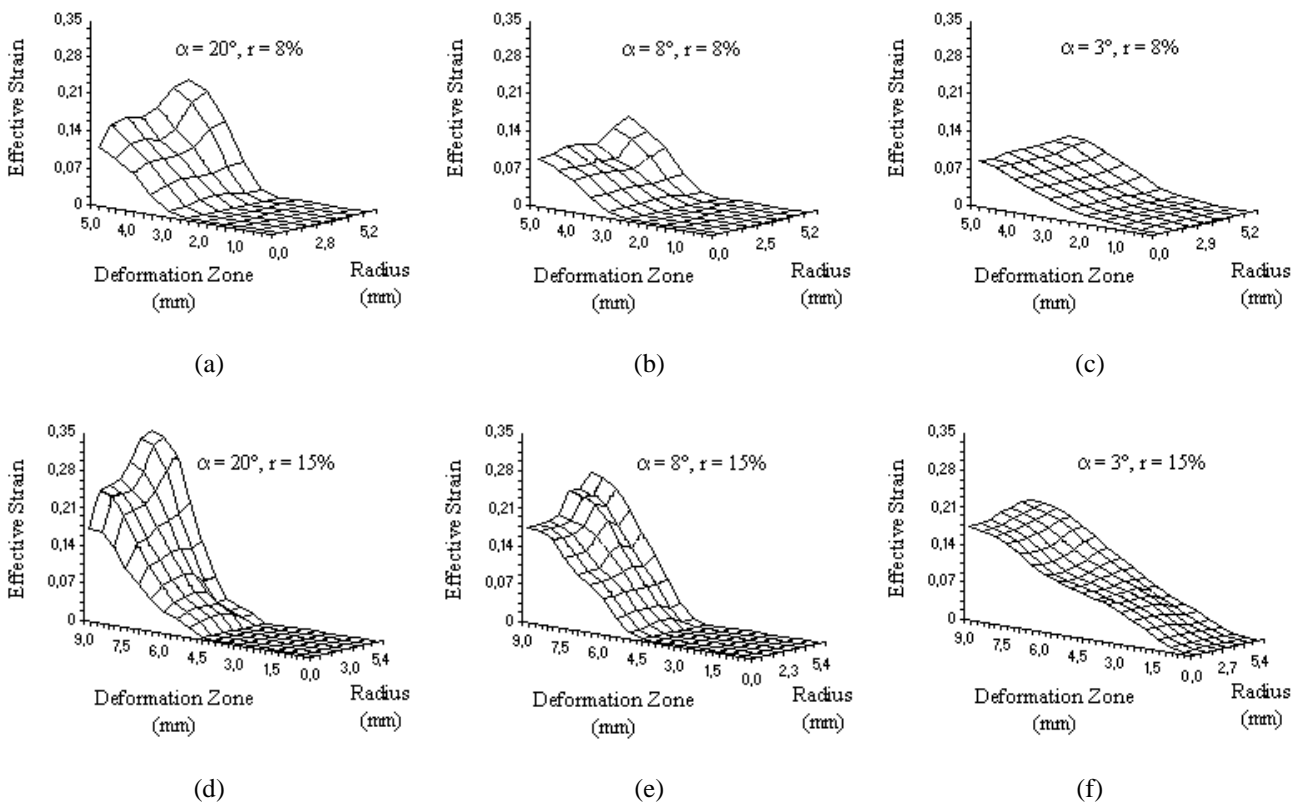 0,35
0,28
0,21
0,14
0,07
0
Effective Strain
α = 20°, r = 8%
5,0 4,0 3,0 2,0 1,0 0,0
2,8 5,2
Deformation Zone
(mm)
Radius
(mm)
(a)
0,35
0,28
0,21
0,14
0,07
0
Effective Strain
α = 8°, r = 8%
5,0 4,0 3,0 2,0 1,0 0,0
2,5 5,2
Deformation Zone
(mm)
Radius
(mm)
(b)
0,35
0,28
0,21
0,14
0,07
0
Effective Strain
α = 3°, r = 8%
5,0 4,0 3,0 2,0 1,0 0,0
2,9 5,2
Deformation Zone
(mm)
Radius
(mm)
(c)
0,35
0,28
0,21
0,14
0,07
0
Effective Strain
α = 20°, r = 15%
9,0 7,5 6,0 4,5 3,0 1,5 0,0
3,0 5,4
Deformation Zone
(mm)
Radius
(mm)
(d)
0,35
0,28
0,21
0,14
0,07
0
Effective Strain
α = 8°, r = 15%
9,0 7,5 6,0 4,5 3,0 1,5 0,0
2,3 5,4
Deformation Zone
(mm)
Radius
(mm)
(e)
0,35
0,28
0,21
0,14
0,07
0
Effective Strain
α = 3°, r = 15%
9,0 7,5 6,0 4,5 3,0 1,5 0,0
2,7 5,4
Deformation Zone
(mm)
Radius
(mm)
(f)